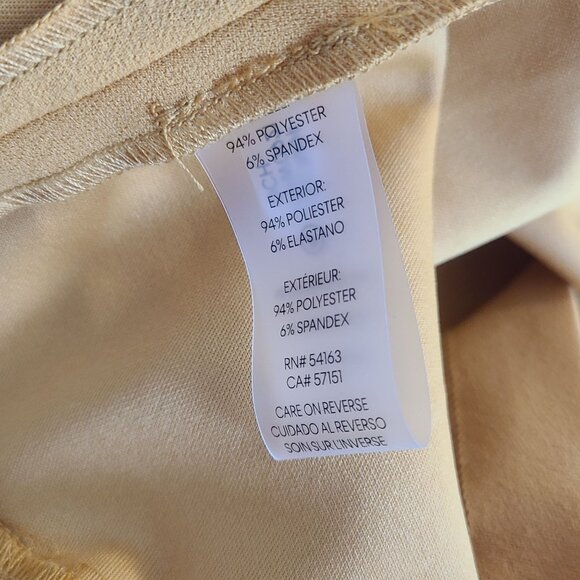 94% POLYESTER
6% SPANDEX
EXTERIOR:
94% POLIESTER
6% ELASTANO
EXTÉRIEUR:
94% POLYESTER
6% SPANDEX
RN# 54163
CA# 57151
CARE ON REVERSE
CUIDADO AL REVERSO
SOIN SUR L'INVERSE